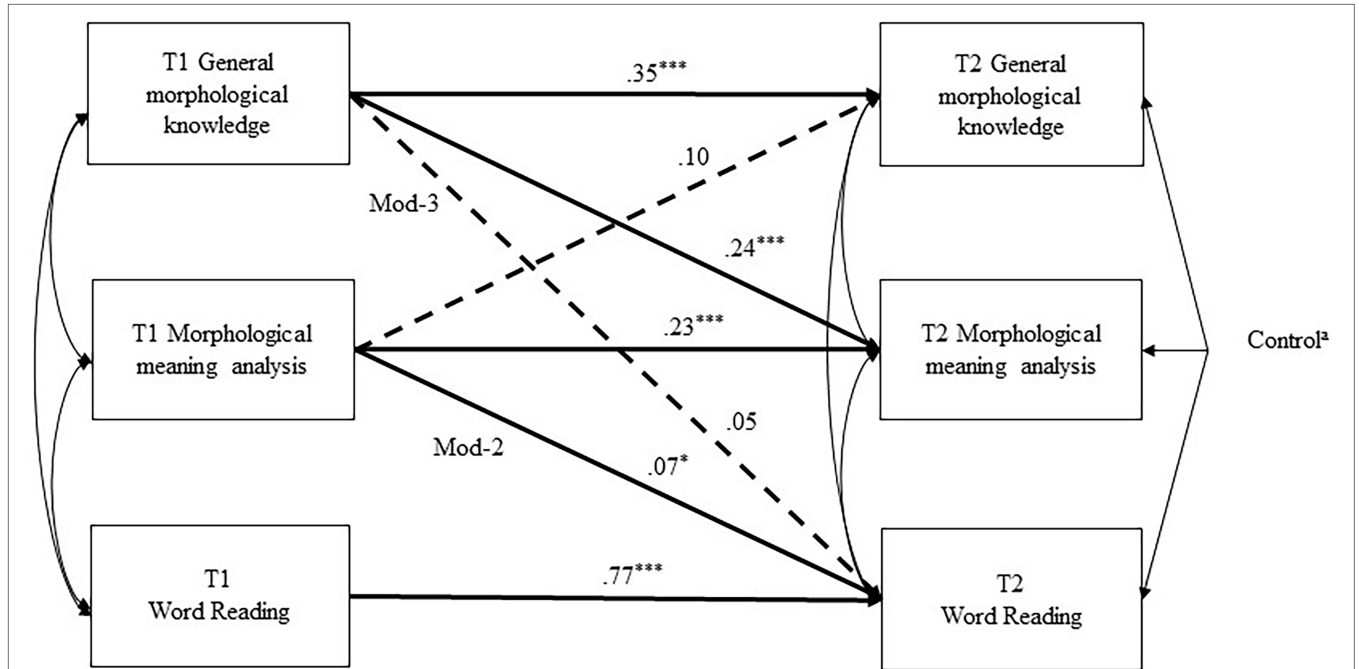 T1 General
morphological
knowledge
.35***
T2 General
morphological
knowledge
.10
Mod-3
.24***
T1 Morphological
meaning analysis
.23***
T2 Morphological
meaning analysis
Controlᵃ
.05
Mod-2
.07*
T1
Word Reading
.77***
T2
Word Reading